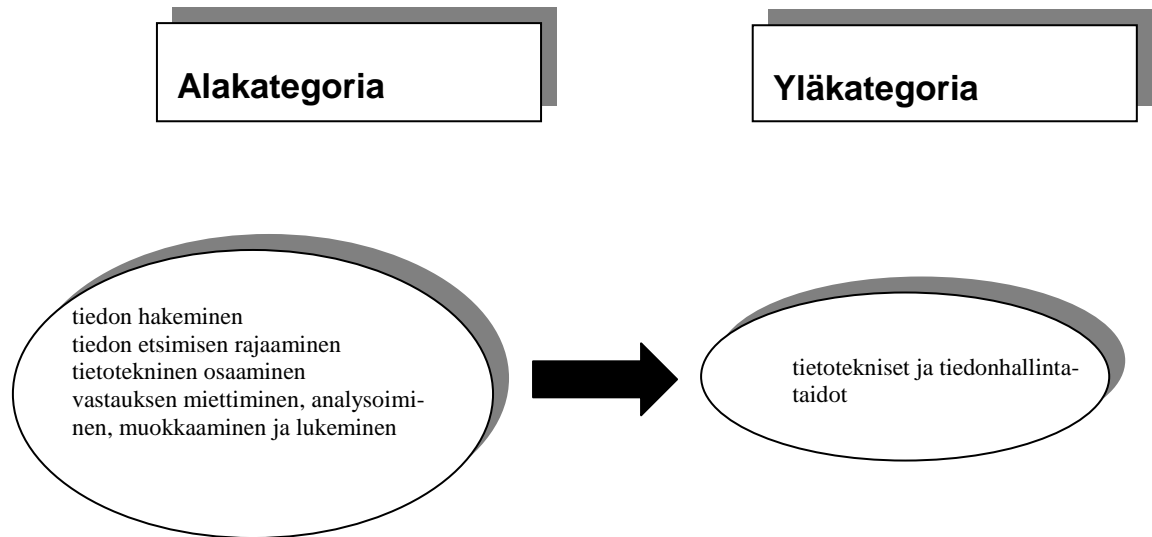 Alakategoria
Yläkategoria
tiedon hakeminen
tiedon etsimisen rajaaminen
tietotekninen osaaminen
vastauksen miettiminen, analysoimi-
nen, muokkaaminen ja lukeminen
tietotekniset ja tiedonhallinta-
taidot